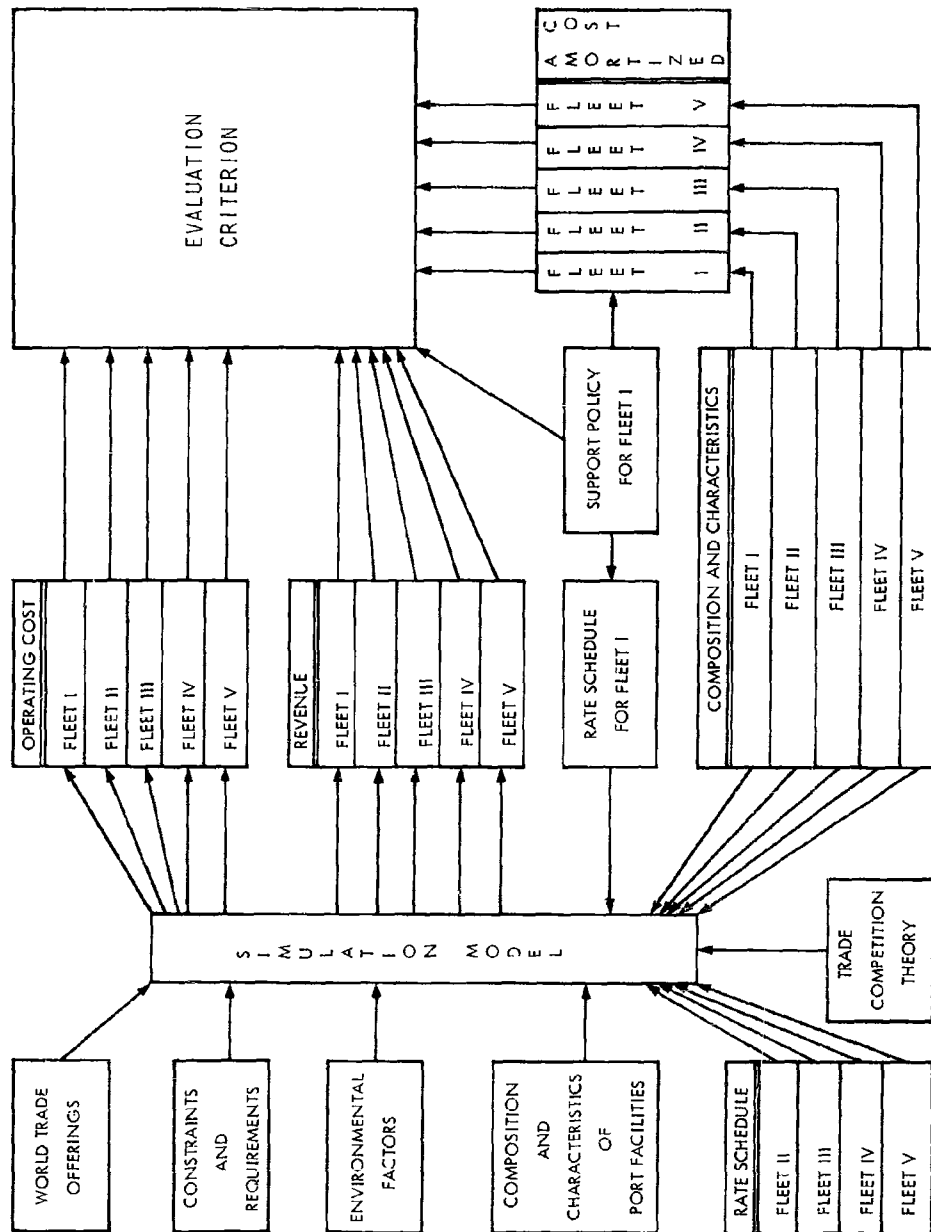 WORLD TRADE
OFFERINGS
CONSTRAINTS
AND
REQUIREMENTS
ENVIRONMENTAL
FACTORS
COMPOSITION
AND
CHARACTERISTICS
OF
PORT FACILITIES
RATE SCHEDULE
FLEET II
FLEET III
FLEET IV
FLEET V
SIMULATION MODEL
TRADE
COMPETITION
THEORY
OPERATING COST
FLEET I
FLEET II
FLEET III
FLEET IV
FLEET V
REVENUE
FLEET I
FLEET II
FLEET III
FLEET IV
FLEET V
RATE SCHEDULE
FOR FLEET I
COMPOSITION AND CHARACTERISTICS
FLEET I
FLEET II
FLEET III
FLEET IV
FLEET V
SUPPORT POLICY
FOR FLEET I
EVALUATION
CRITERION
FLEET I
FLEET II
FLEET III
FLEET IV
FLEET V
AMORTIZED
COST